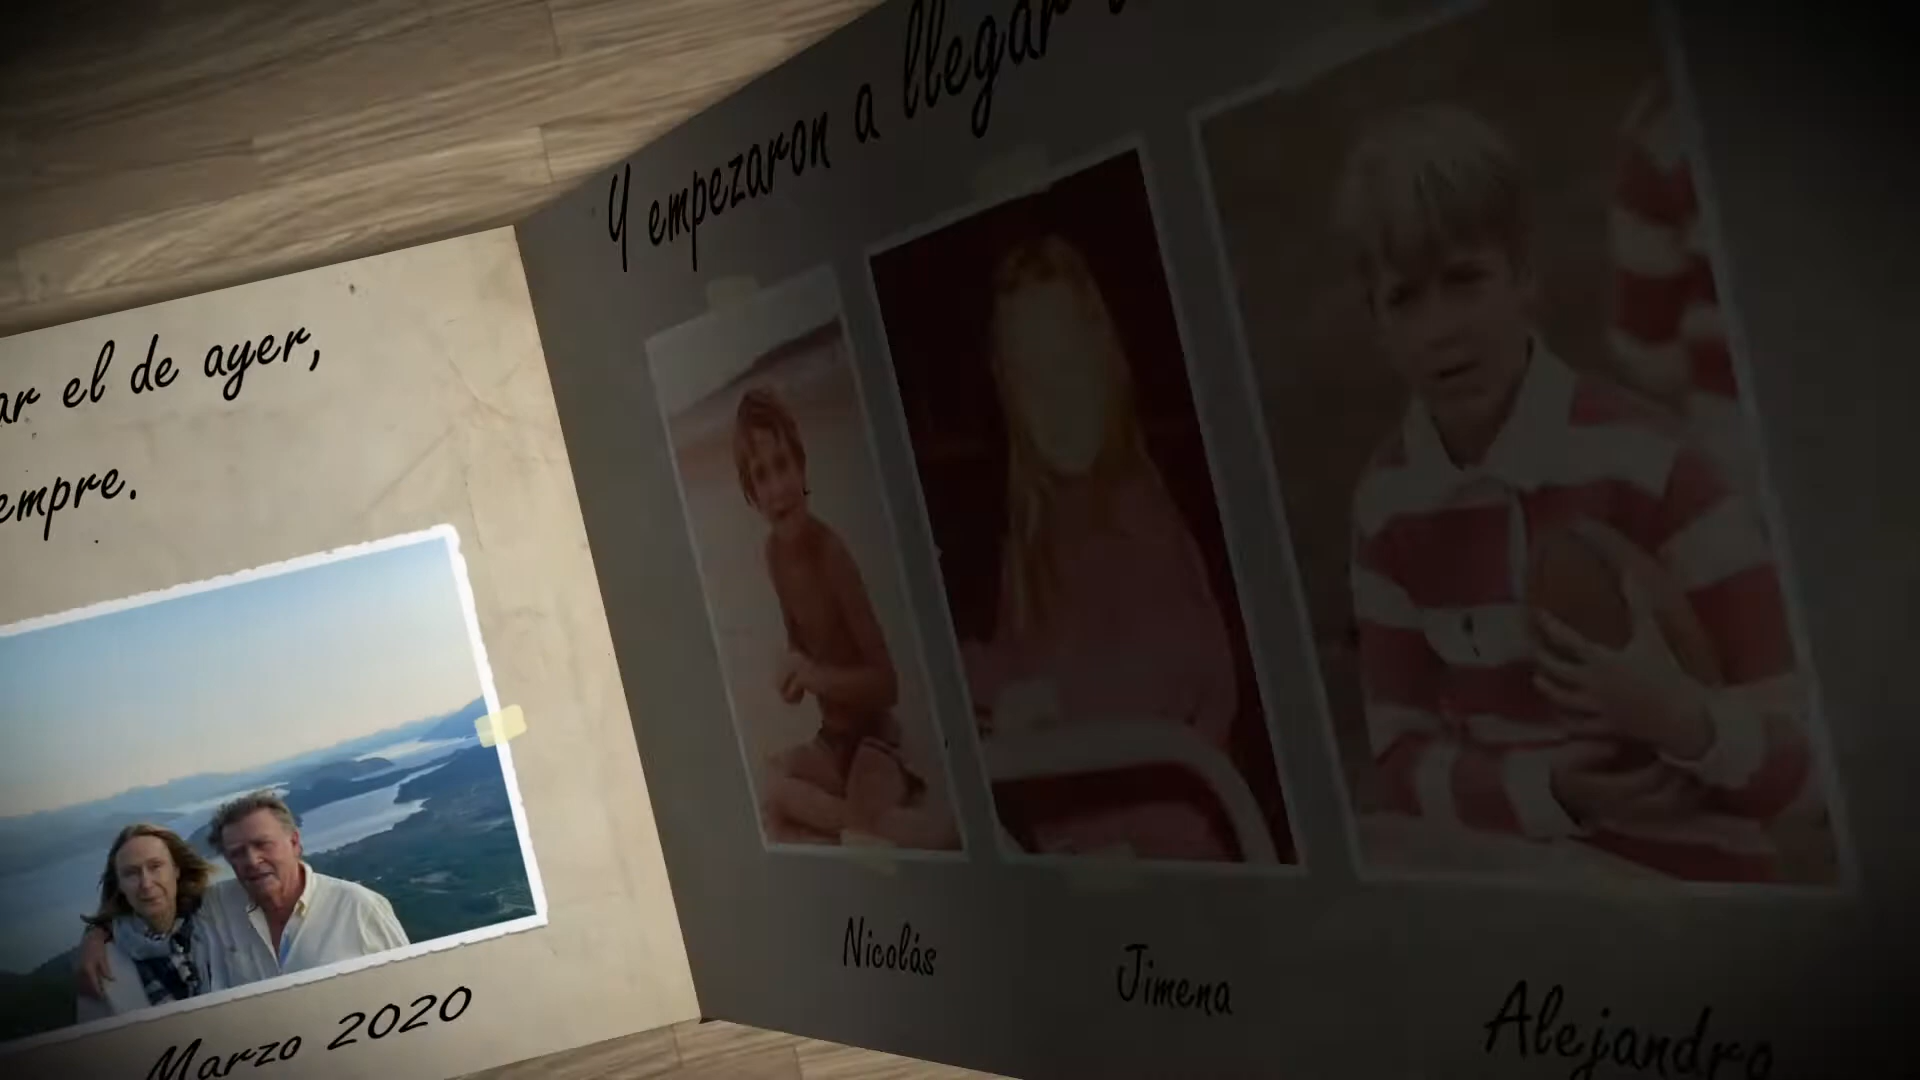 ar el de ayer,
empre.
Marzo 2020
Y empezaron a llegar
Nicolás
Jimena
Alejandro